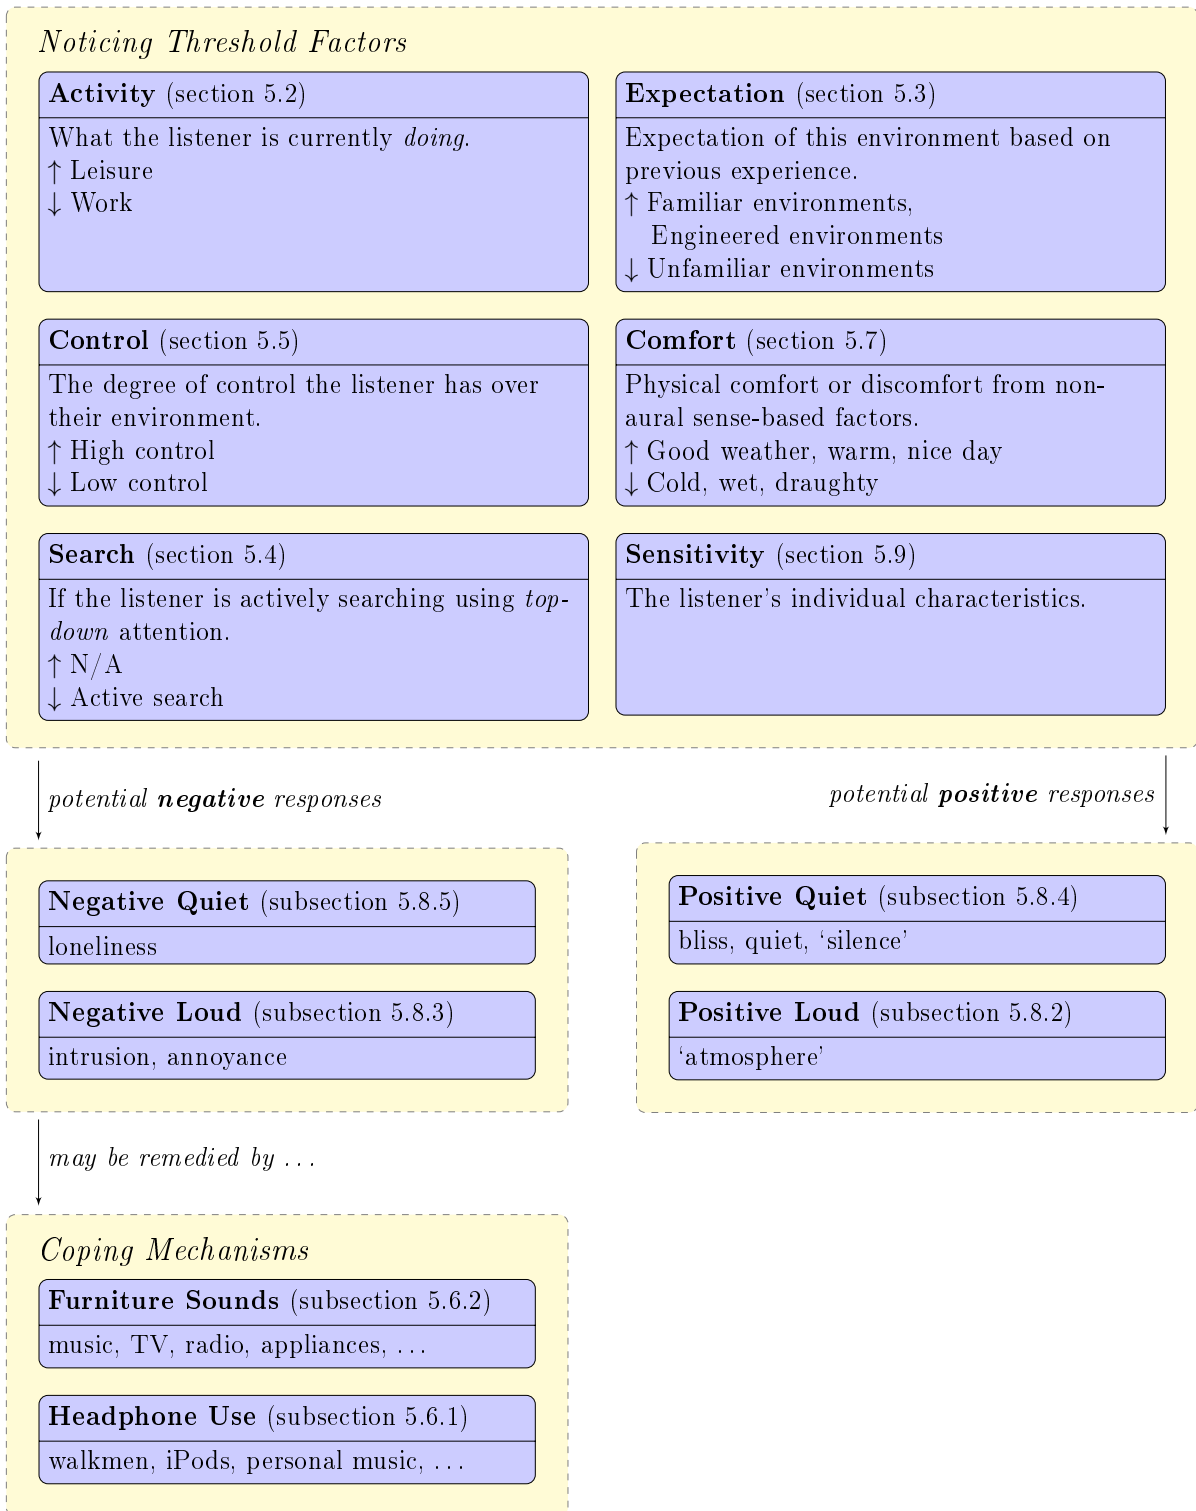 Noticing Threshold Factors
Activity (section 5.2)
What the listener is currently doing.
↑ Leisure
↓ Work
Expectation (section 5.3)
Expectation of this environment based on
previous experience.
↑ Familiar environments,
Engineered environments
↓ Unfamiliar environments
Control (section 5.5)
The degree of control the listener has over
their environment.
↑ High control
↓ Low control
Comfort (section 5.7)
Physical comfort or discomfort from non-
aural sense-based factors.
↑ Good weather, warm, nice day
↓ Cold, wet, draughty
Search (section 5.4)
If the listener is actively searching using top-
down attention.
↑ N/A
↓ Active search
Sensitivity (section 5.9)
The listener's individual characteristics.
potential negative responses
potential positive responses
Negative Quiet (subsection 5.8.5)
loneliness
Negative Loud (subsection 5.8.3)
intrusion, annoyance
Positive Quiet (subsection 5.8.4)
bliss, quiet, ‘silence’
Positive Loud (subsection 5.8.2)
‘atmosphere’
may be remedied by ...
Coping Mechanisms
Furniture Sounds (subsection 5.6.2)
music, TV, radio, appliances, ...
Headphone Use (subsection 5.6.1)
walkmen, iPods, personal music, ...